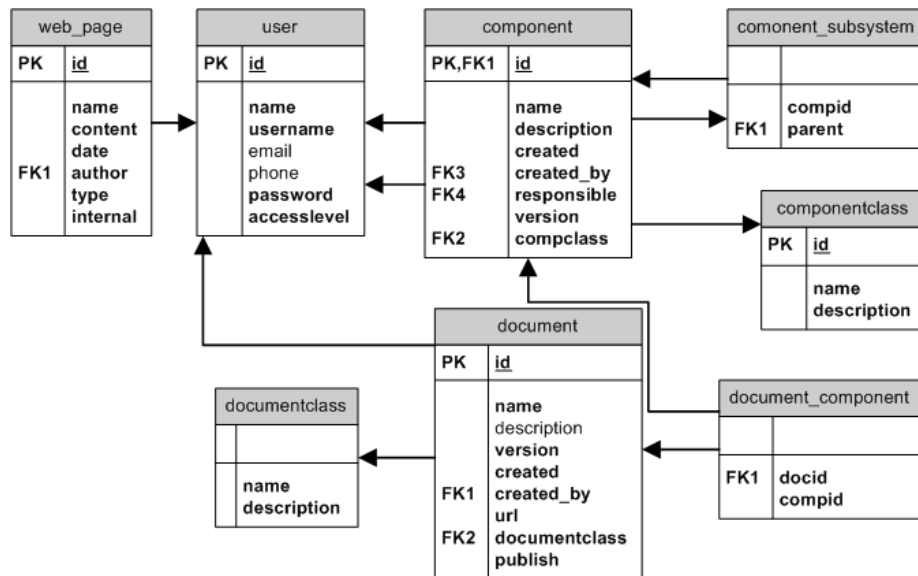 web_page
PK id
name
content
date
FK1 author
type
internal
user
PK id
name
username
email
phone
password
accesslevel
component
PK,FK1 id
name
description
created
FK3 created_by
FK4 responsible
version
FK2 compclass
comonent_subsystem
compid
FK1 parent
componentclass
PK id
name
description
document
PK id
name
description
version
created
FK1 created_by
url
FK2 documentclass
publish
documentclass
name
description
document_component
FK1 docid
compid